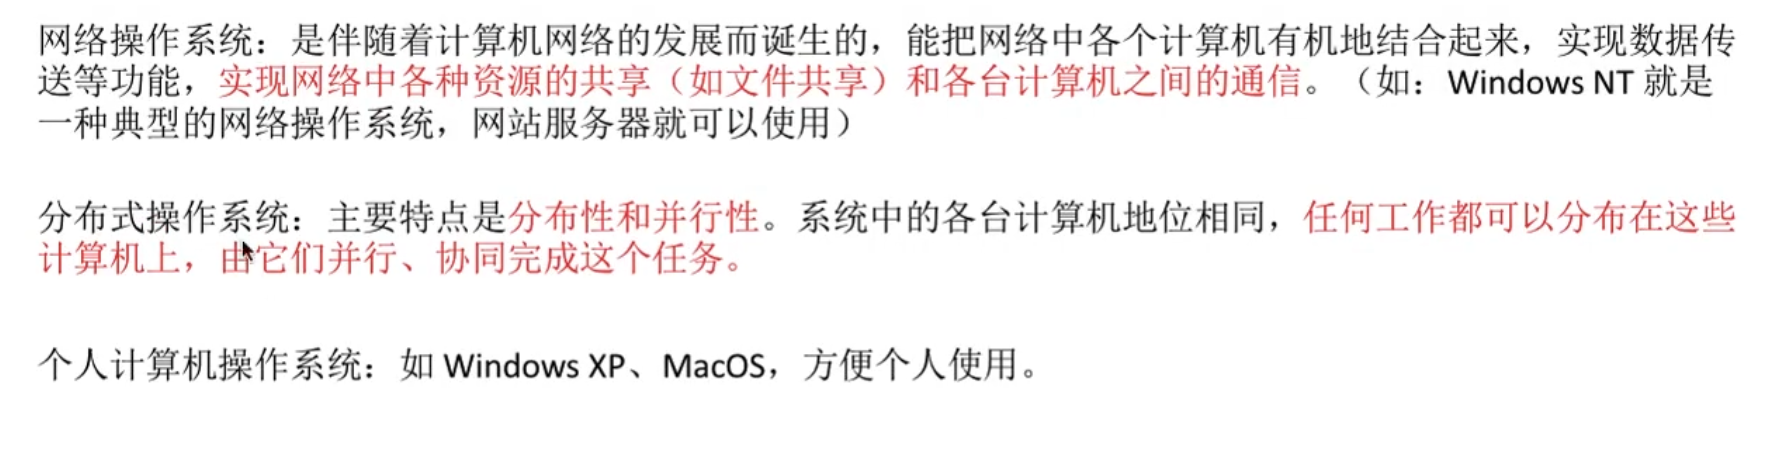 网络操作系统：是伴随着计算机网络的发展而诞生的，能把网络中各个计算机有机地结合起来，实现数据传
送等功能，实现网络中各种资源的共享（如文件共享）和各台计算机之间的通信。（如：Windows NT 就是
一种典型的网络操作系统，网站服务器就可以使用）
分布式操作系统：主要特点是分布性和并行性。系统中的各台计算机地位相同，任何工作都可以分布在这些
计算机上，由它们并行、协同完成这个任务。
个人计算机操作系统：如 Windows XP、MacOS，方便个人使用。